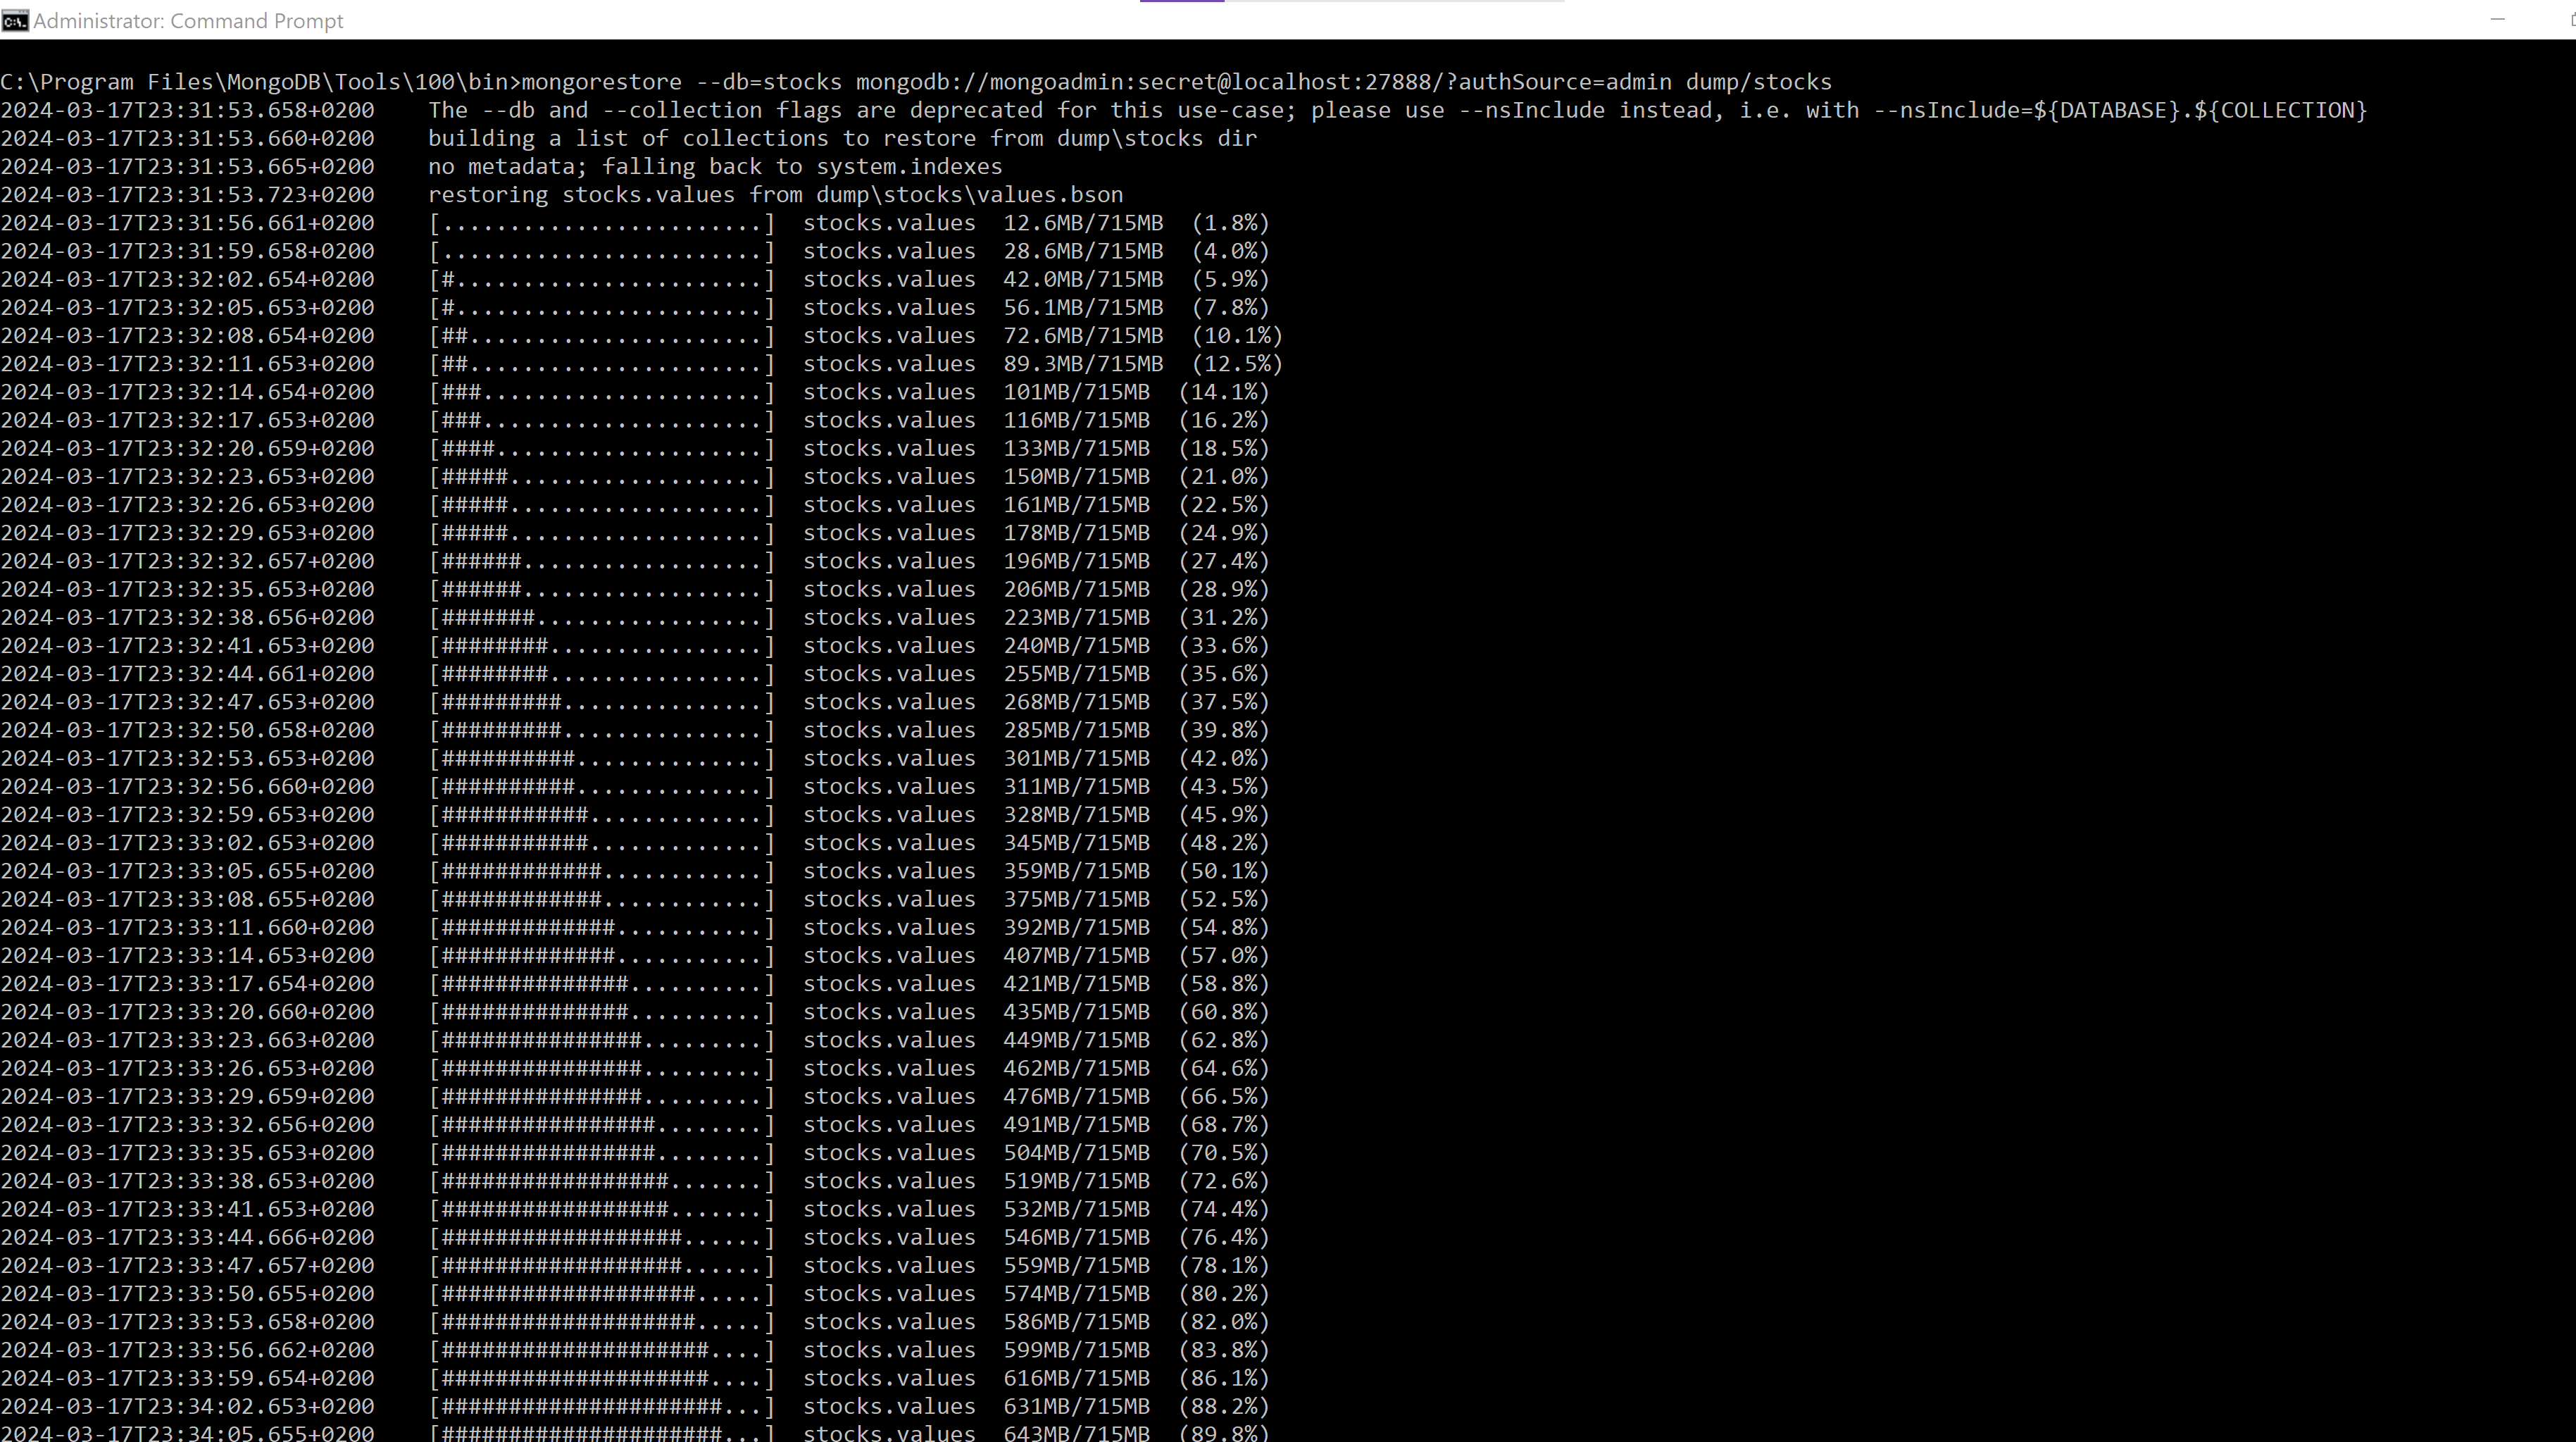 Administrator: Command Prompt
C:\Program Files\MongoDB\Tools\100\bin>mongorestore --db=stocks mongodb://mongoadmin:secret@localhost:27888/?authSource=admin dump/stocks
2024-03-17T23:31:53.658+0200    The --db and --collection flags are deprecated for this use-case; please use --nsInclude instead, i.e. with --nsInclude=${DATABASE}.${COLLECTION}
2024-03-17T23:31:53.660+0200    building a list of collections to restore from dump\stocks dir
2024-03-17T23:31:53.665+0200    no metadata; falling back to system.indexes
2024-03-17T23:31:53.723+0200    restoring stocks.values from dump\stocks\values.bson
2024-03-17T23:31:56.661+0200    [........................]  stocks.values  12.6MB/715MB  (1.8%)
2024-03-17T23:31:59.658+0200    [........................]  stocks.values  28.6MB/715MB  (4.0%)
2024-03-17T23:32:02.654+0200    [#.......................]  stocks.values  42.0MB/715MB  (5.9%)
2024-03-17T23:32:05.653+0200    [#.......................]  stocks.values  56.1MB/715MB  (7.8%)
2024-03-17T23:32:08.654+0200    [##......................]  stocks.values  72.6MB/715MB  (10.1%)
2024-03-17T23:32:11.653+0200    [##......................]  stocks.values  89.3MB/715MB  (12.5%)
2024-03-17T23:32:14.654+0200    [###.....................]  stocks.values  101MB/715MB  (14.1%)
2024-03-17T23:32:17.653+0200    [###.....................]  stocks.values  116MB/715MB  (16.2%)
2024-03-17T23:32:20.659+0200    [####....................]  stocks.values  133MB/715MB  (18.5%)
2024-03-17T23:32:23.653+0200    [#####...................]  stocks.values  150MB/715MB  (21.0%)
2024-03-17T23:32:26.653+0200    [#####...................]  stocks.values  161MB/715MB  (22.5%)
2024-03-17T23:32:29.653+0200    [#####...................]  stocks.values  178MB/715MB  (24.9%)
2024-03-17T23:32:32.657+0200    [######..................]  stocks.values  196MB/715MB  (27.4%)
2024-03-17T23:32:35.653+0200    [######..................]  stocks.values  206MB/715MB  (28.9%)
2024-03-17T23:32:38.656+0200    [#######.................]  stocks.values  223MB/715MB  (31.2%)
2024-03-17T23:32:41.653+0200    [########................]  stocks.values  240MB/715MB  (33.6%)
2024-03-17T23:32:44.661+0200    [########................]  stocks.values  255MB/715MB  (35.6%)
2024-03-17T23:32:47.653+0200    [#########...............]  stocks.values  268MB/715MB  (37.5%)
2024-03-17T23:32:50.658+0200    [#########...............]  stocks.values  285MB/715MB  (39.8%)
2024-03-17T23:32:53.653+0200    [##########..............]  stocks.values  301MB/715MB  (42.0%)
2024-03-17T23:32:56.660+0200    [##########..............]  stocks.values  311MB/715MB  (43.5%)
2024-03-17T23:32:59.653+0200    [###########.............]  stocks.values  328MB/715MB  (45.9%)
2024-03-17T23:33:02.653+0200    [###########.............]  stocks.values  345MB/715MB  (48.2%)
2024-03-17T23:33:05.655+0200    [############............]  stocks.values  359MB/715MB  (50.1%)
2024-03-17T23:33:08.655+0200    [############............]  stocks.values  375MB/715MB  (52.5%)
2024-03-17T23:33:11.660+0200    [#############...........]  stocks.values  392MB/715MB  (54.8%)
2024-03-17T23:33:14.653+0200    [#############...........]  stocks.values  407MB/715MB  (57.0%)
2024-03-17T23:33:17.654+0200    [##############..........]  stocks.values  421MB/715MB  (58.8%)
2024-03-17T23:33:20.660+0200    [##############..........]  stocks.values  435MB/715MB  (60.8%)
2024-03-17T23:33:23.663+0200    [###############.........]  stocks.values  449MB/715MB  (62.8%)
2024-03-17T23:33:26.653+0200    [###############.........]  stocks.values  462MB/715MB  (64.6%)
2024-03-17T23:33:29.659+0200    [###############.........]  stocks.values  476MB/715MB  (66.5%)
2024-03-17T23:33:32.656+0200    [################........]  stocks.values  491MB/715MB  (68.7%)
2024-03-17T23:33:35.653+0200    [################........]  stocks.values  504MB/715MB  (70.5%)
2024-03-17T23:33:38.653+0200    [#################.......]  stocks.values  519MB/715MB  (72.6%)
2024-03-17T23:33:41.653+0200    [#################.......]  stocks.values  532MB/715MB  (74.4%)
2024-03-17T23:33:44.666+0200    [##################......]  stocks.values  546MB/715MB  (76.4%)
2024-03-17T23:33:47.657+0200    [##################......]  stocks.values  559MB/715MB  (78.1%)
2024-03-17T23:33:50.655+0200    [###################.....]  stocks.values  574MB/715MB  (80.2%)
2024-03-17T23:33:53.658+0200    [###################.....]  stocks.values  586MB/715MB  (82.0%)
2024-03-17T23:33:56.662+0200    [####################....]  stocks.values  599MB/715MB  (83.8%)
2024-03-17T23:33:59.654+0200    [####################....]  stocks.values  616MB/715MB  (86.1%)
2024-03-17T23:34:02.653+0200    [#####################...]  stocks.values  631MB/715MB  (88.2%)
2024-03-17T23:34:05.655+0200    [#####################...]  stocks.values  643MB/715MB  (89.8%)